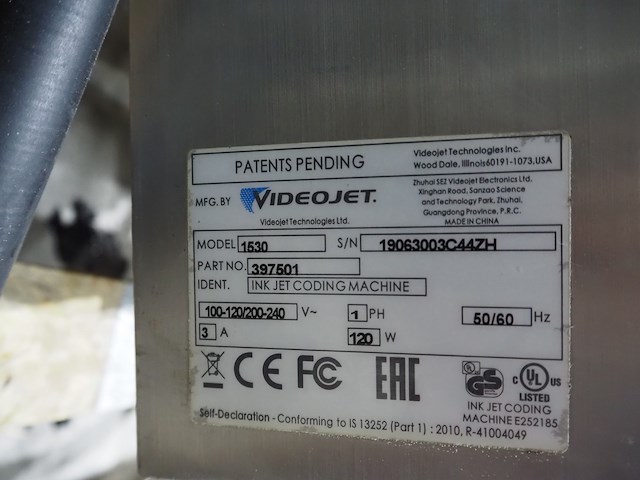 PATENTS PENDING
Videojet Technologies Inc.
Wood Dale, Illinois60191-1073,USA
MFG. BY VIDEOJET.
Videojet Technologies Ltd.
Zhuhai SEZ Videojet Electronics Ltd.
Xinghan Road, Sanzao Science
and Technology Park, Zhuhai,
Guangdong Province, P.R.C.
MADE IN CHINA
MODEL 1530 S/N 19063003C44ZH
PART NO. 397501
IDENT. INK JET CODING MACHINE
100-120/200-240 V~ 1 PH 50/60 Hz
3 A 120 W
CE FC EAC
UL GS
C UL US
LISTED
INK JET CODING
MACHINE E252185
Self-Declaration - Conforming to IS 13252 (Part 1) : 2010, R-41004049